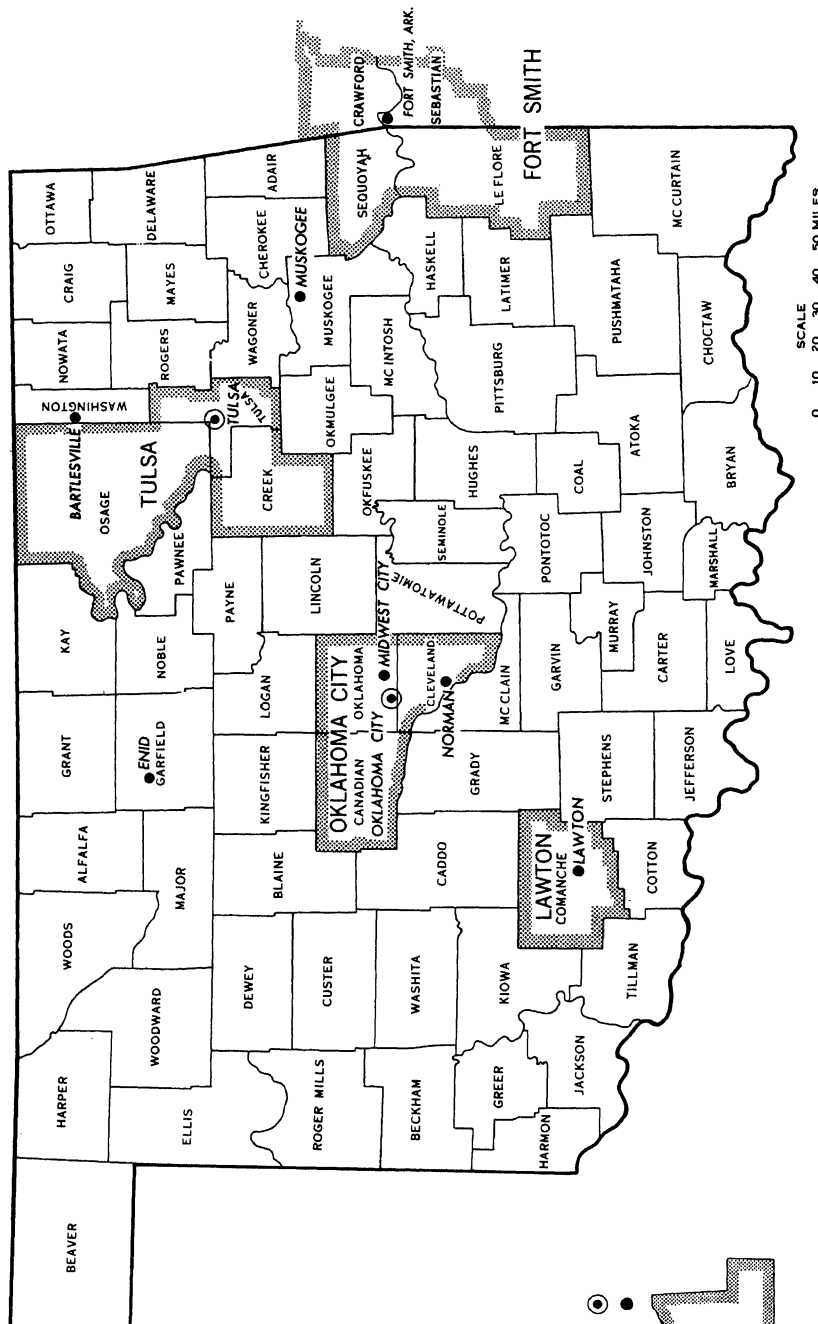 BEAVER
HARPER
WOODS
ALFALFA
GRANT
KAY
OSAGE
BARTLESVILLE
WASHINGTON
NOWATA
CRAIG
OTTAWA
ELLIS
WOODWARD
MAJOR
ENID
GARFIELD
NOBLE
PAWNEE
TULSA
ROGERS
MAYES
DELAWARE
ROGER MILLS
DEWEY
BLAINE
KINGFISHER
LOGAN
PAYNE
CREEK
TULSA
TULSA
WAGONER
CHEROKEE
ADAIR
CUSTER
LINCOLN
OKMULGEE
MUSKOGEE
MUSKOGEE
SEQUOYAH
CRAWFORD
OKLAHOMA CITY
CANADIAN
OKLAHOMA
OKLAHOMA CITY
MIDWEST CITY
OKFUSKEE
MC INTOSH
FORT SMITH, ARK.
SEBASTIAN
BECKHAM
WASHITA
CADDO
GRADY
CLEVELAND
NORMAN
POTTAWATOMIE
SEMINOLE
HUGHES
HASKELL
LE FLORE
FORT SMITH
GREER
KIOWA
MC CLAIN
PITTSBURG
LATIMER
HARMON
JACKSON
LAWTON
COMANCHE
LAWTON
GARVIN
PONTOTOC
COAL
TILLMAN
COTTON
STEPHENS
MURRAY
JOHNSTON
ATOKA
PUSHMATAHA
MC CURTAIN
JEFFERSON
CARTER
LOVE
MARSHALL
BRYAN
CHOCTAW
SCALE
0 10 20 30 40 50 MILES